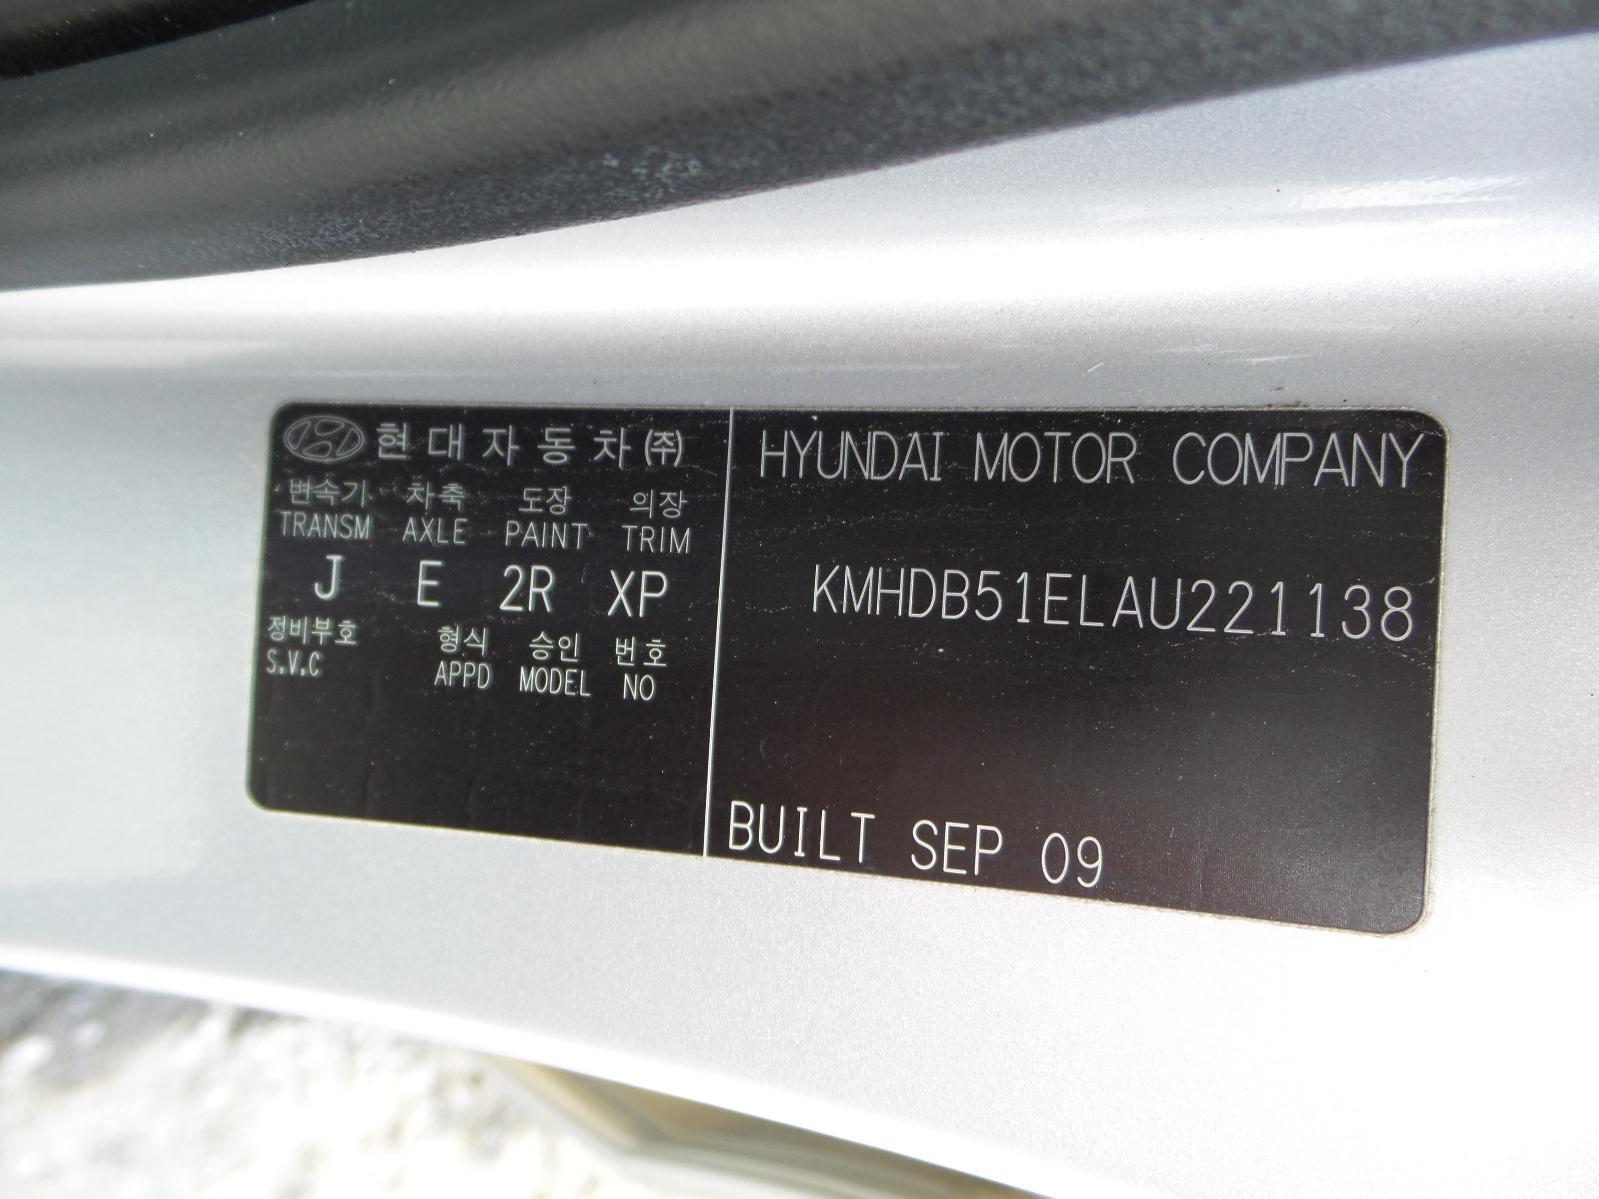 현대자동차(주)
변속기 차축 도장 의장
TRANSM AXLE PAINT TRIM
J E 2R XP
정비부호 형식 승인 번호
S.V.C APPD MODEL NO
HYUNDAI MOTOR COMPANY
KMHDB51ELAU221138
BUILT SEP 09